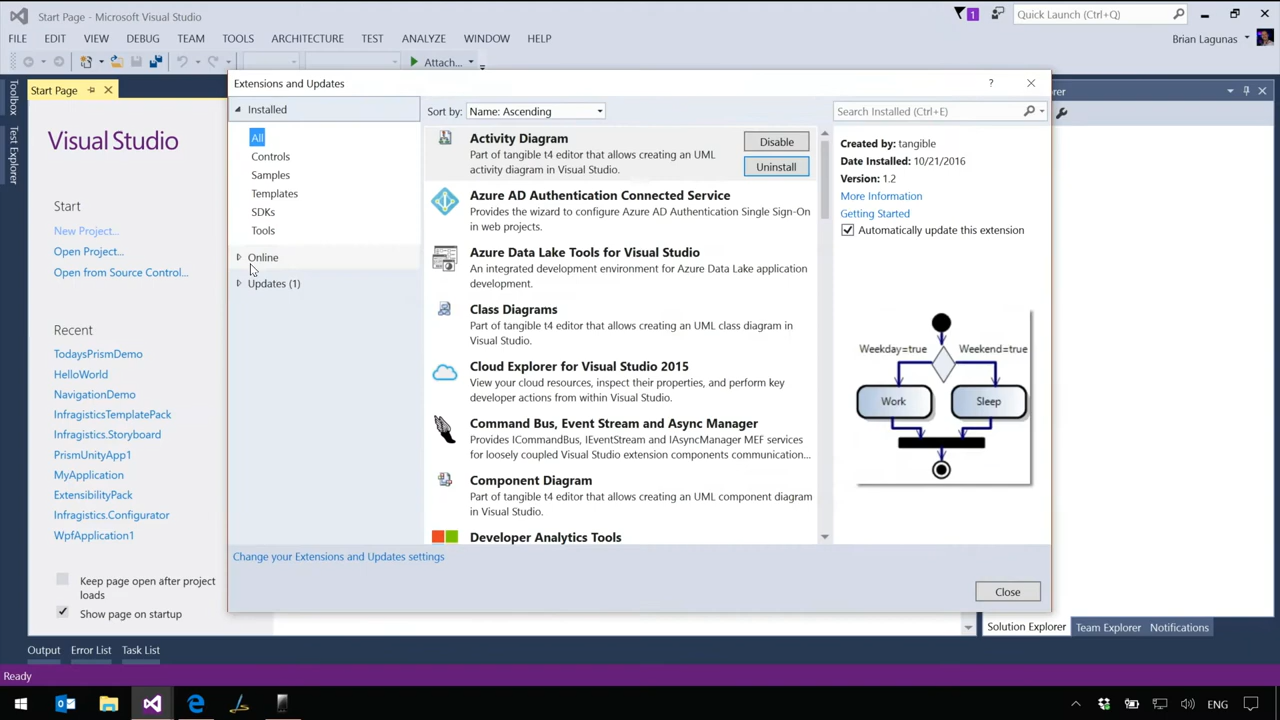 Start Page - Microsoft Visual Studio
1
Quick Launch (Ctrl+Q)
FILE EDIT VIEW DEBUG TEAM TOOLS ARCHITECTURE TEST ANALYZE WINDOW HELP
Brian Lagunas
Attach...
Toolbox
Test Explorer
Start Page
Visual Studio
Start
New Project...
Open Project...
Open from Source Control...
Recent
TodaysPrismDemo
HelloWorld
NavigationDemo
InfragisticsTemplatePack
Infragistics.Storyboard
PrismUnityApp1
MyApplication
ExtensibilityPack
Infragistics.Configurator
WpfApplication1
Keep page open after project
loads
Show page on startup
Extensions and Updates
?
Installed
All
Controls
Samples
Templates
SDKs
Tools
Online
Updates (1)
Sort by: Name: Ascending
Activity Diagram
Part of tangible t4 editor that allows creating an UML
activity diagram in Visual Studio.
Disable
Uninstall
Azure AD Authentication Connected Service
Provides the wizard to configure Azure AD Authentication Single Sign-On
in web projects.
Azure Data Lake Tools for Visual Studio
An integrated development environment for Azure Data Lake application
development.
Class Diagrams
Part of tangible t4 editor that allows creating an UML class diagram in
Visual Studio.
Cloud Explorer for Visual Studio 2015
View your cloud resources, inspect their properties, and perform key
developer actions from within Visual Studio.
Command Bus, Event Stream and Async Manager
Provides ICommandBus, IEventStream and IAsyncManager MEF services
for loosely coupled Visual Studio extension components communication...
Component Diagram
Part of tangible t4 editor that allows creating an UML component diagram
in Visual Studio.
Developer Analytics Tools
Search Installed (Ctrl+E)
Created by: tangible
Date Installed: 10/21/2016
Version: 1.2
More Information
Getting Started
Automatically update this extension
Weekday=true Weekend=true
Work Sleep
Change your Extensions and Updates settings
Close
orer
Solution Explorer Team Explorer Notifications
Output Error List Task List
Ready
ENG